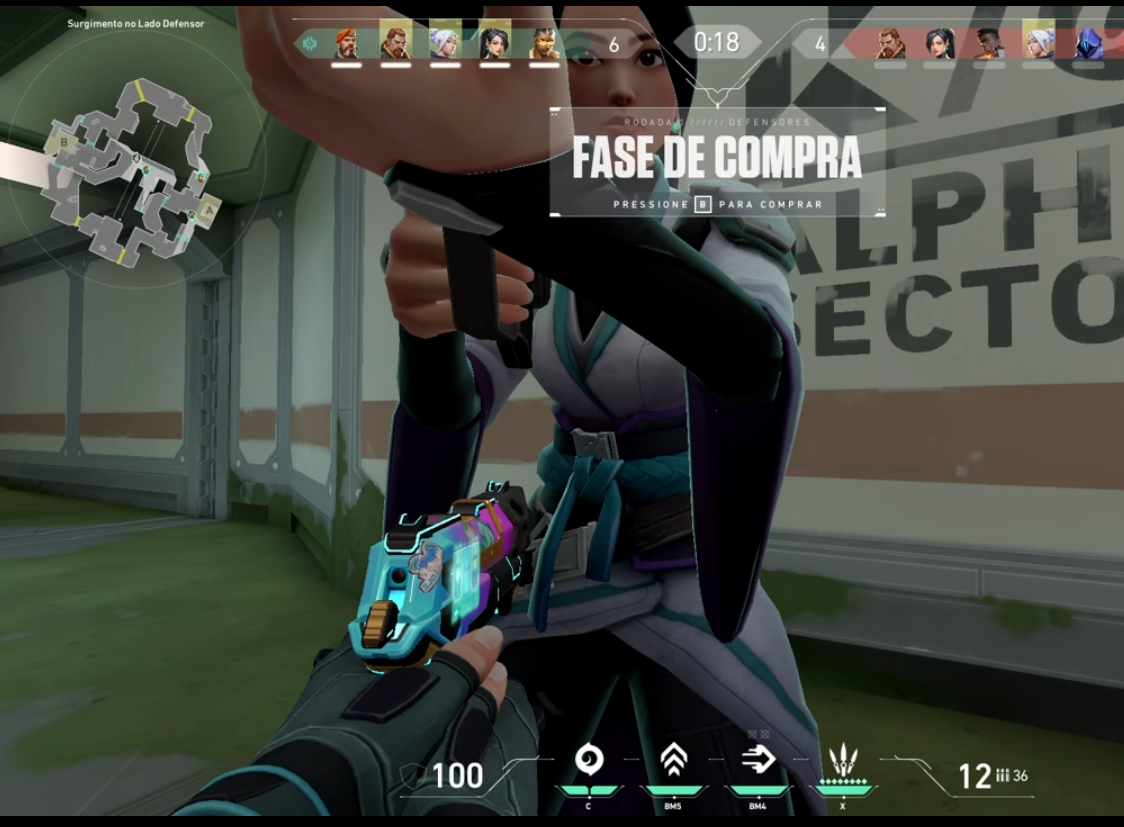 Surgimento no Lado Defensor
6
0:18
4
RODADA ////// DEFENSORES
FASE DE COMPRA
PRESSIONE B PARA COMPRAR
B
A
ALPH
SECTO
100
12
36
C
BM5
BM4
X